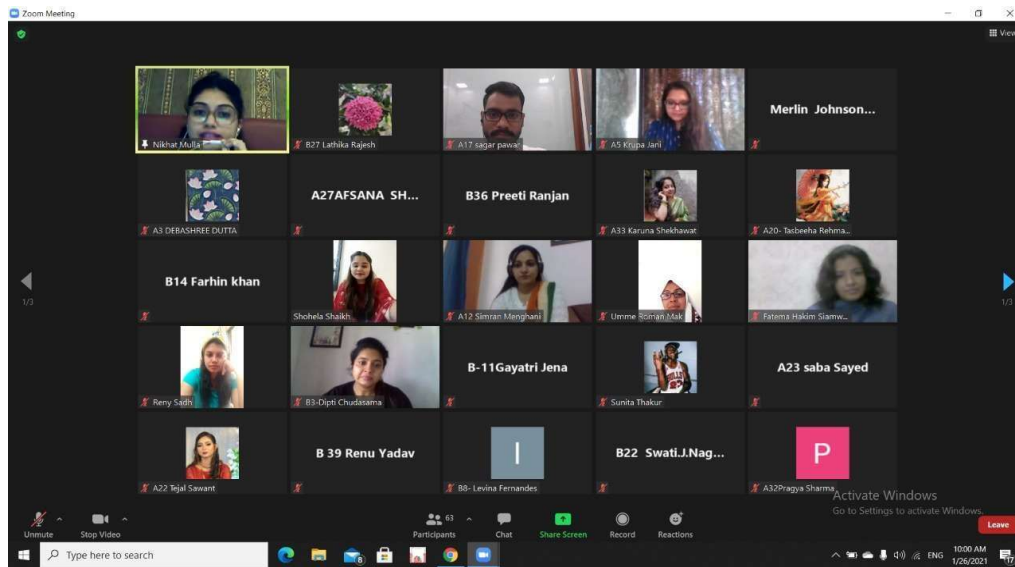 Zoom Meeting
View
Nikhat Mulla
B27 Lathika Rajesh
A17 sagar pawar
A5 Krupa Jani
Merlin Johnson...
A3 DEBASHREE DUTTA
A27AFSANA SH...
B36 Preeti Ranjan
A33 Karuna Shekhawat
A20- Tasbeeha Rehma...
B14 Farhin khan
Shohela Shaikh
A12 Simran Menghani
Umme Roman Mak
Fatema Hakim Siamw...
1/3
1/3
Reny Sadh
B3-Dipti Chudasama
B-11Gayatri Jena
Sunita Thakur
A23 saba Sayed
A22 Tejal Sawant
B 39 Renu Yadav
I
B8- Levina Fernandes
B22 Swati.J.Nag...
P
A32Pragya Sharma
Activate Windows
Go to Settings to activate Windows.
Unmute
Stop Video
63
Participants
Chat
Share Screen
Record
Reactions
Leave
Type here to search
ENG
10:00 AM
1/26/2021
17